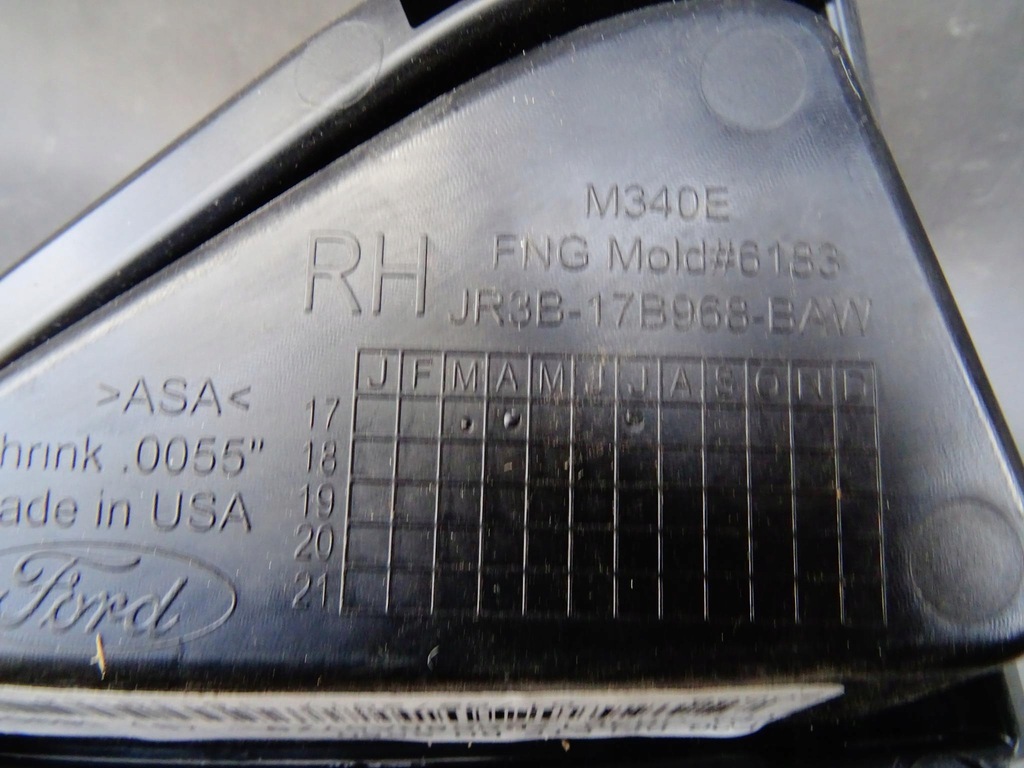 M340E
RH
FNG Mold#6183
JR3B-17B968-BAW
>ASA<
hrink .0055"
ade in USA
Ford
J F M A M J J A S O N D
17
18
19
20
21